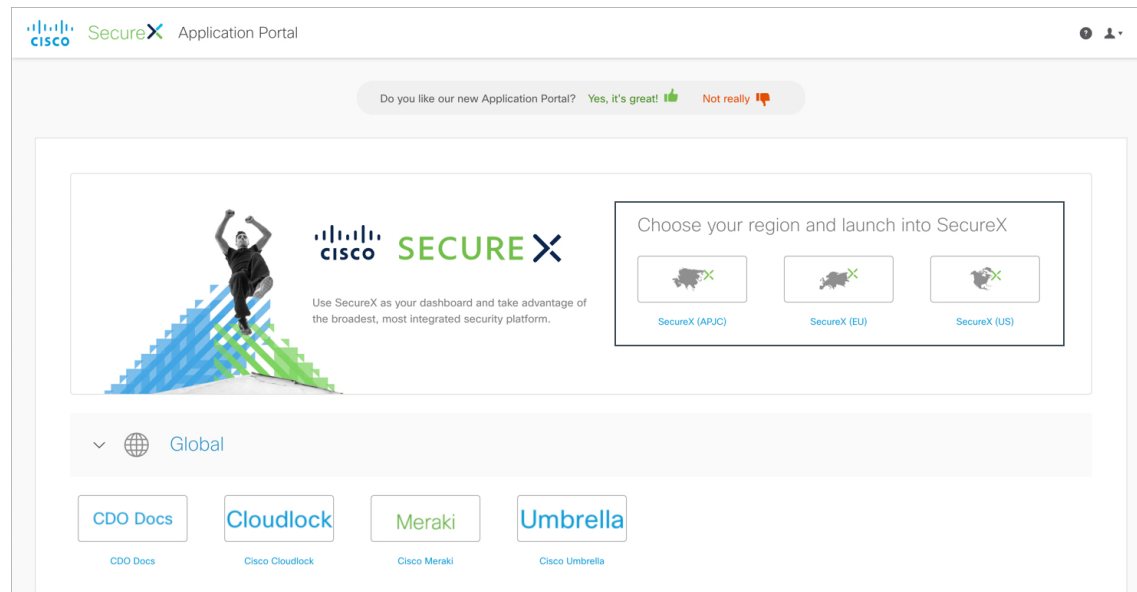 CISCO SecureX Application Portal
Do you like our new Application Portal? Yes, it's great! Not really
CISCO SECURE X
Use SecureX as your dashboard and take advantage of
the broadest, most integrated security platform.
Choose your region and launch into SecureX
SecureX (APJC) SecureX (EU) SecureX (US)
Global
CDO Docs Cloudlock Meraki Umbrella
CDO Docs Cisco Cloudlock Cisco Meraki Cisco Umbrella